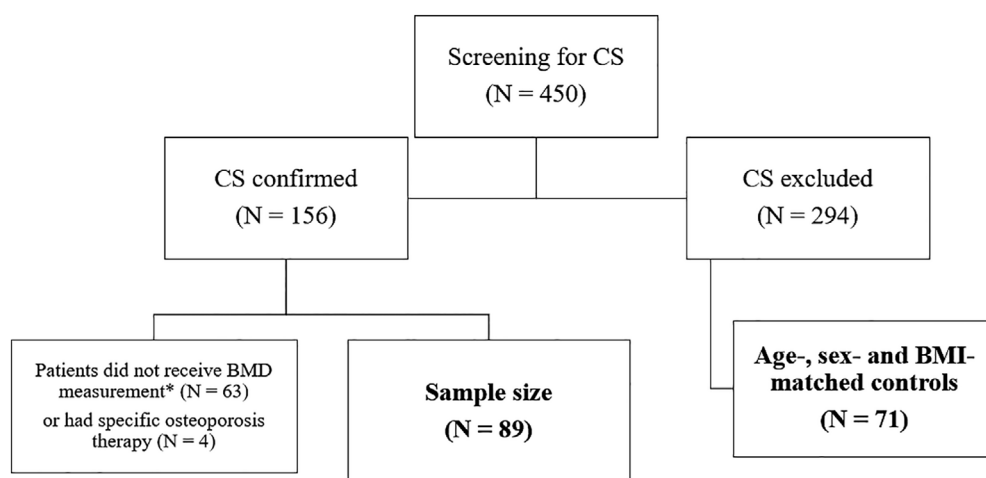 Screening for CS
(N = 450)
CS confirmed
(N = 156)
CS excluded
(N = 294)
Patients did not receive BMD
measurement* (N = 63)
or had specific osteoporosis
therapy (N = 4)
Sample size
(N = 89)
Age-, sex- and BMI-
matched controls
(N = 71)